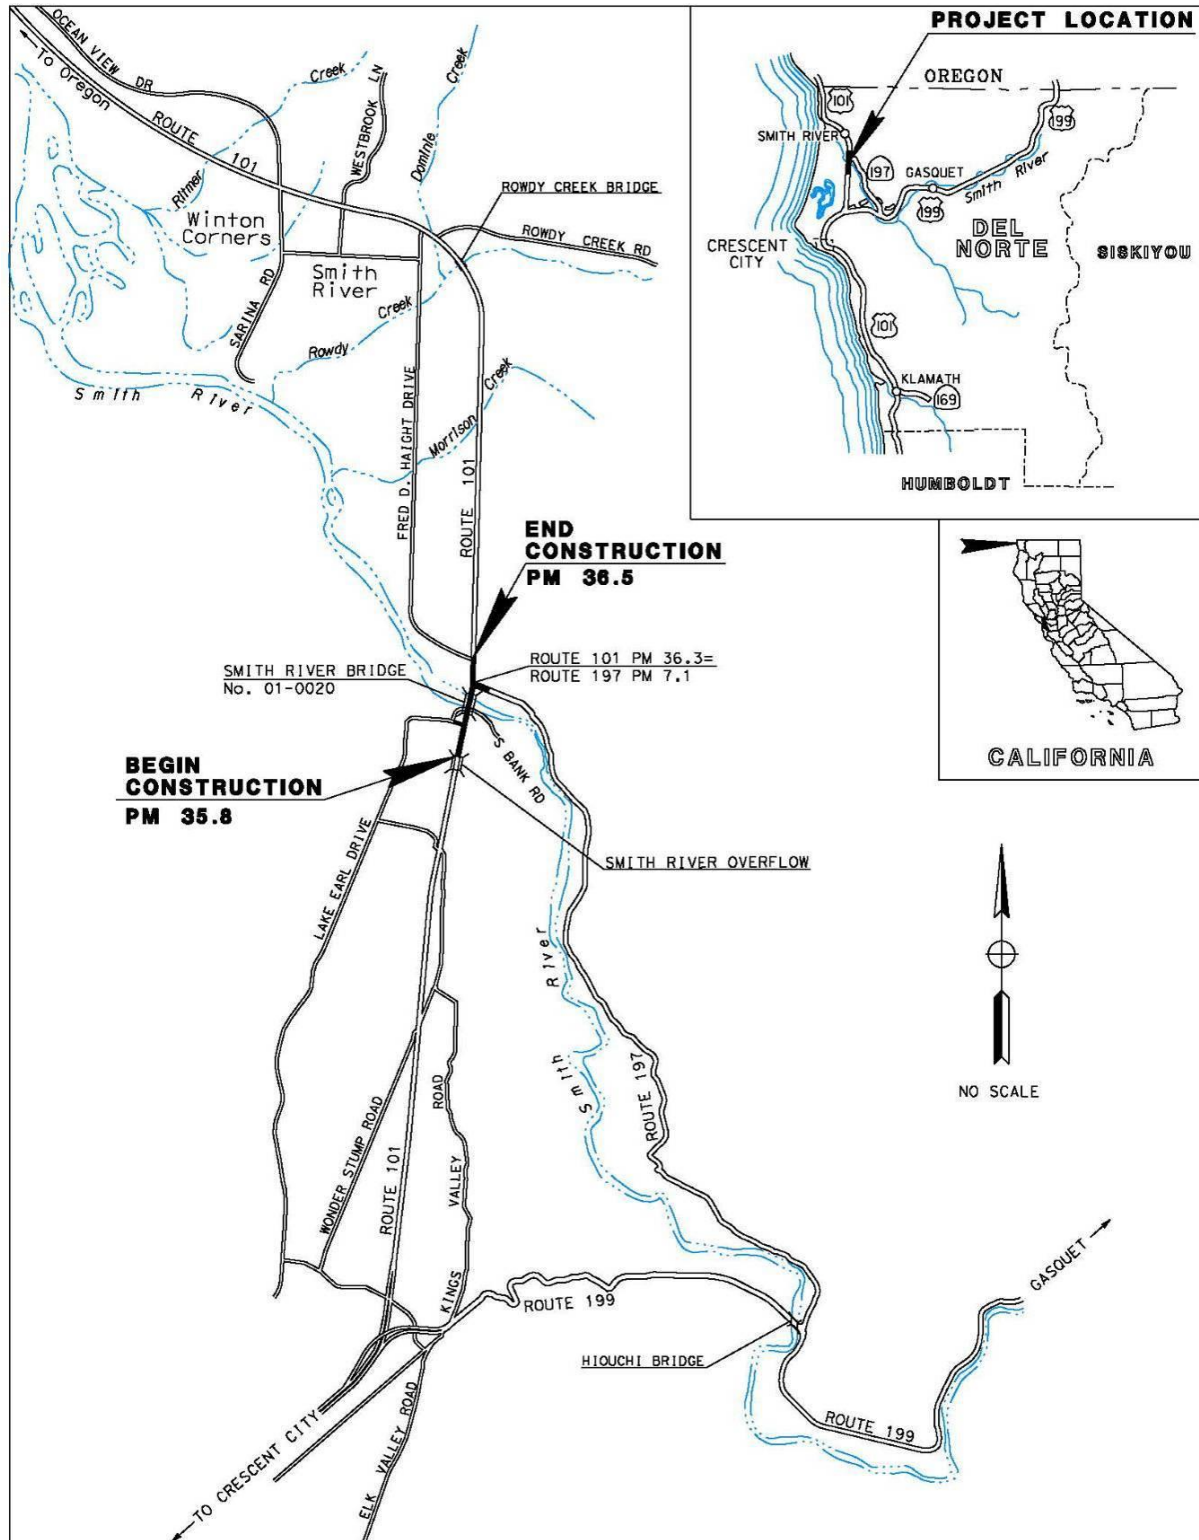 PROJECT LOCATION
OREGON
101
199
SMITH RIVER
197
GASQUET
Smith River
199
DEL
NORTE
SISKIYOU
CRESCENT
CITY
101
KLAMATH
169
HUMBOLDT
CALIFORNIA
OCEAN VIEW DR
To Oregon
ROUTE 101
Creek
Ritmer
WESTBROOK LN
Creek
Dominie
ROWDY CREEK BRIDGE
Winton
Corners
ROWDY CREEK RD
Smith
River
SARINA RD
Creek
Rowdy
Smith River
Creek
Morrison
FRED D. HAIGHT DRIVE
ROUTE 101
END
CONSTRUCTION
PM 36.5
SMITH RIVER BRIDGE
No. 01-0020
ROUTE 101 PM 36.3=
ROUTE 197 PM 7.1
S BANK RD
BEGIN
CONSTRUCTION
PM 35.8
LAKE EARL DRIVE
SMITH RIVER OVERFLOW
River
Smith
ROUTE 197
NO SCALE
WONDER STUMP ROAD
ROUTE 101
KINGS VALLEY ROAD
ROUTE 199
GASQUET
HIOUCHI BRIDGE
ROUTE 199
TO CRESCENT CITY
ELK VALLEY ROAD